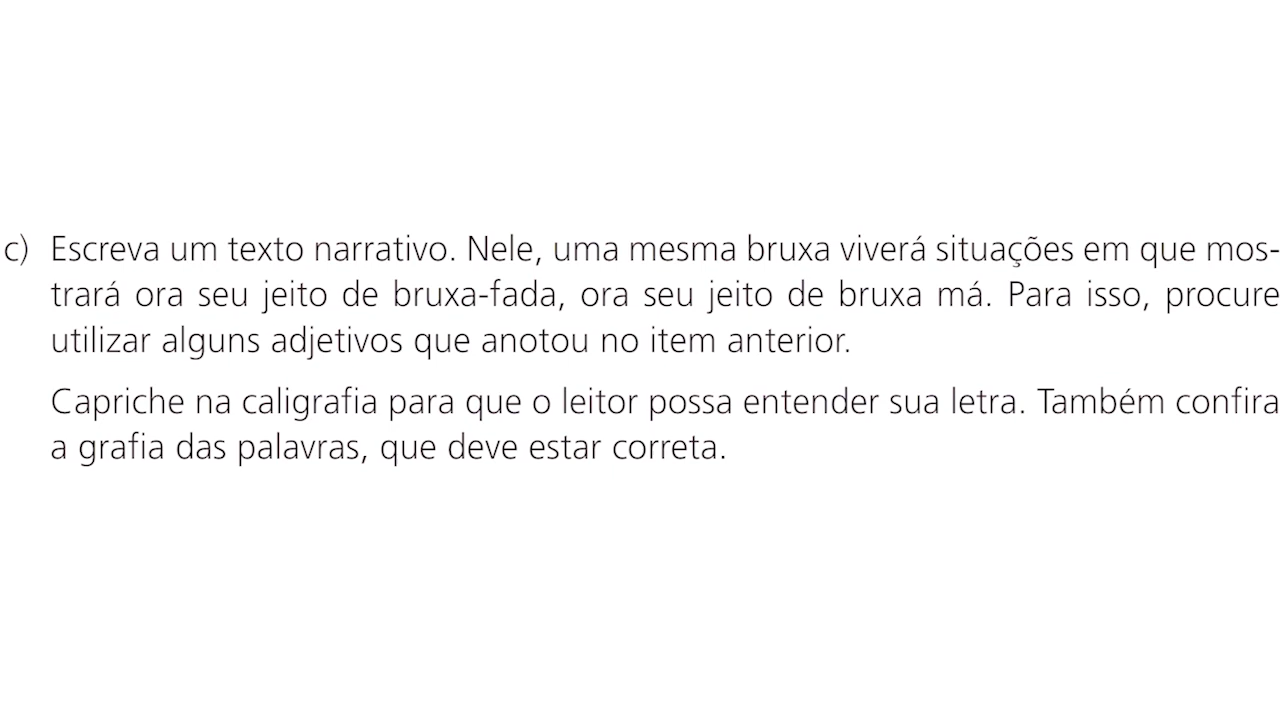 c) Escreva um texto narrativo. Nele, uma mesma bruxa viverá situações em que mos-
trará ora seu jeito de bruxa-fada, ora seu jeito de bruxa má. Para isso, procure
utilizar alguns adjetivos que anotou no item anterior.
Capriche na caligrafia para que o leitor possa entender sua letra. Também confira
a grafia das palavras, que deve estar correta.